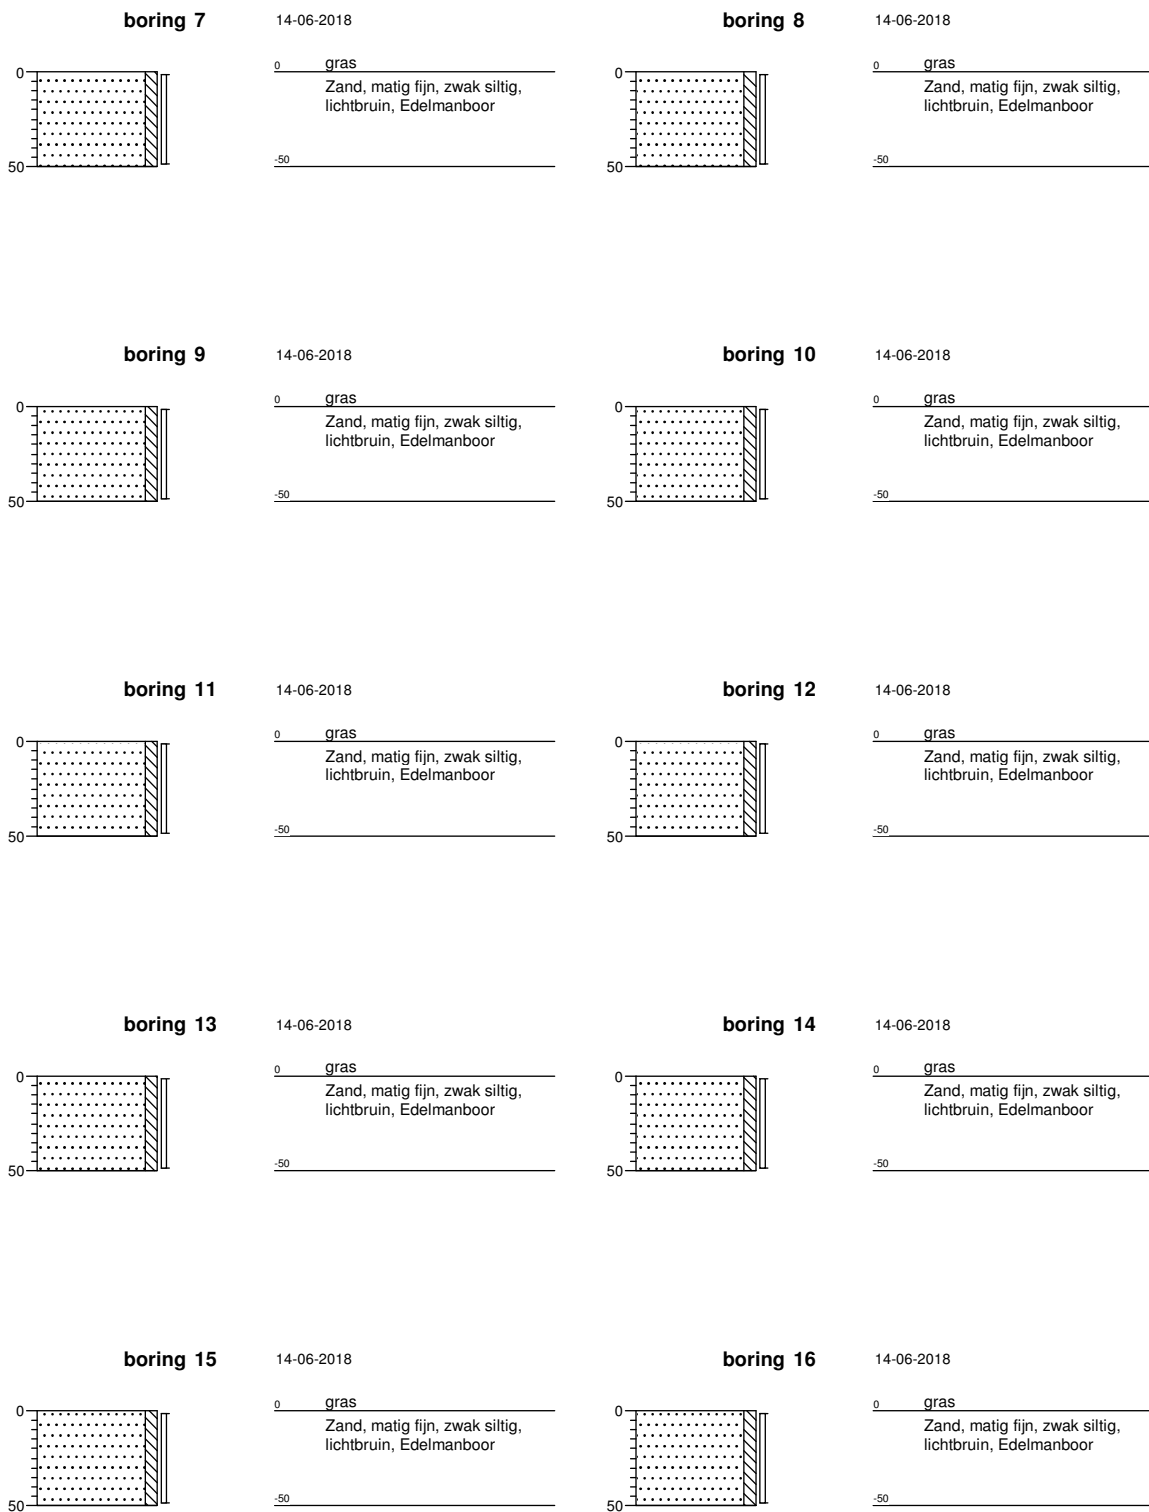 boring 7
14-06-2018
0
50
0 gras
Zand, matig fijn, zwak siltig,
lichtbruin, Edelmanboor
-50
boring 8
14-06-2018
0
50
0 gras
Zand, matig fijn, zwak siltig,
lichtbruin, Edelmanboor
-50
boring 9
14-06-2018
0
50
0 gras
Zand, matig fijn, zwak siltig,
lichtbruin, Edelmanboor
-50
boring 10
14-06-2018
0
50
0 gras
Zand, matig fijn, zwak siltig,
lichtbruin, Edelmanboor
-50
boring 11
14-06-2018
0
50
0 gras
Zand, matig fijn, zwak siltig,
lichtbruin, Edelmanboor
-50
boring 12
14-06-2018
0
50
0 gras
Zand, matig fijn, zwak siltig,
lichtbruin, Edelmanboor
-50
boring 13
14-06-2018
0
50
0 gras
Zand, matig fijn, zwak siltig,
lichtbruin, Edelmanboor
-50
boring 14
14-06-2018
0
50
0 gras
Zand, matig fijn, zwak siltig,
lichtbruin, Edelmanboor
-50
boring 15
14-06-2018
0
50
0 gras
Zand, matig fijn, zwak siltig,
lichtbruin, Edelmanboor
-50
boring 16
14-06-2018
0
50
0 gras
Zand, matig fijn, zwak siltig,
lichtbruin, Edelmanboor
-50